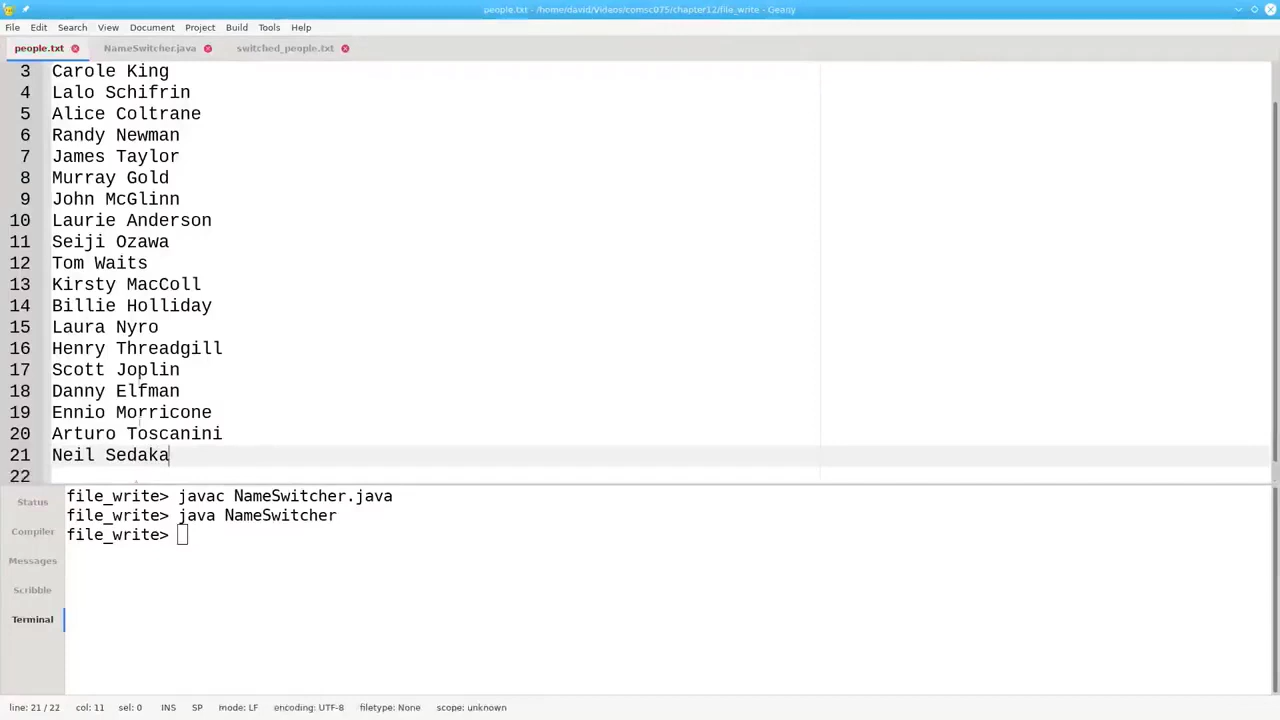 people.txt - /home/david/Videos/comsc075/chapter12/file_write - Geany
File Edit Search View Document Project Build Tools Help
people.txt NameSwitcher.java switched_people.txt
3 Carole King
4 Lalo Schifrin
5 Alice Coltrane
6 Randy Newman
7 James Taylor
8 Murray Gold
9 John McGlinn
10 Laurie Anderson
11 Seiji Ozawa
12 Tom Waits
13 Kirsty MacColl
14 Billie Holliday
15 Laura Nyro
16 Henry Threadgill
17 Scott Joplin
18 Danny Elfman
19 Ennio Morricone
20 Arturo Toscanini
21 Neil Sedaka
22
Status
Compiler
Messages
Scribble
Terminal
file_write> javac NameSwitcher.java
file_write> java NameSwitcher
file_write>
line: 21 / 22 col: 11 sel: 0 INS SP mode: LF encoding: UTF-8 filetype: None scope: unknown